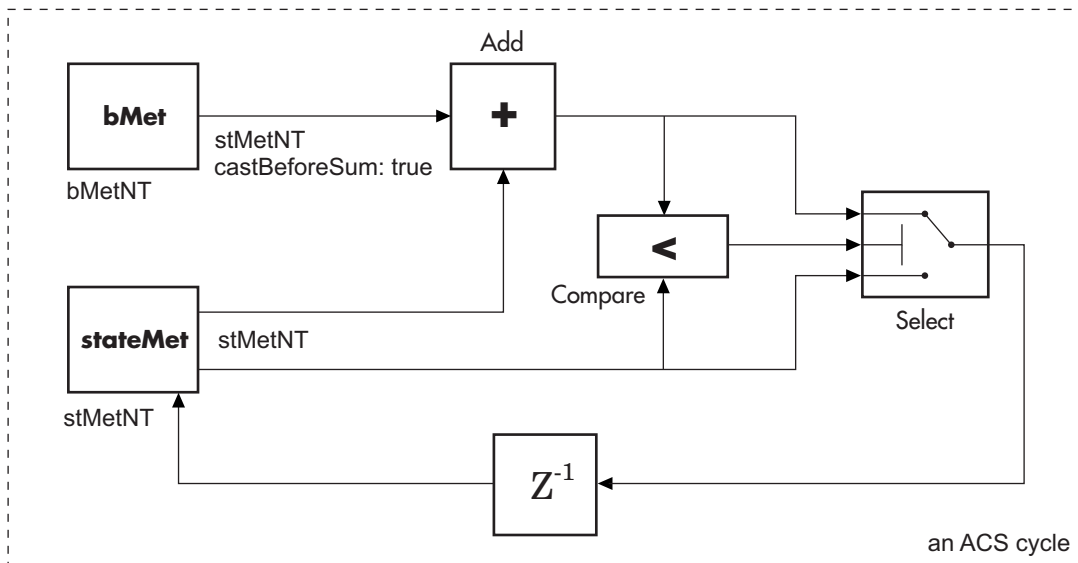 Add
bMet
+
stMetNT
castBeforeSum: true
bMetNT
<
Compare
Select
stateMet
stMetNT
stMetNT
Z-1
an ACS cycle